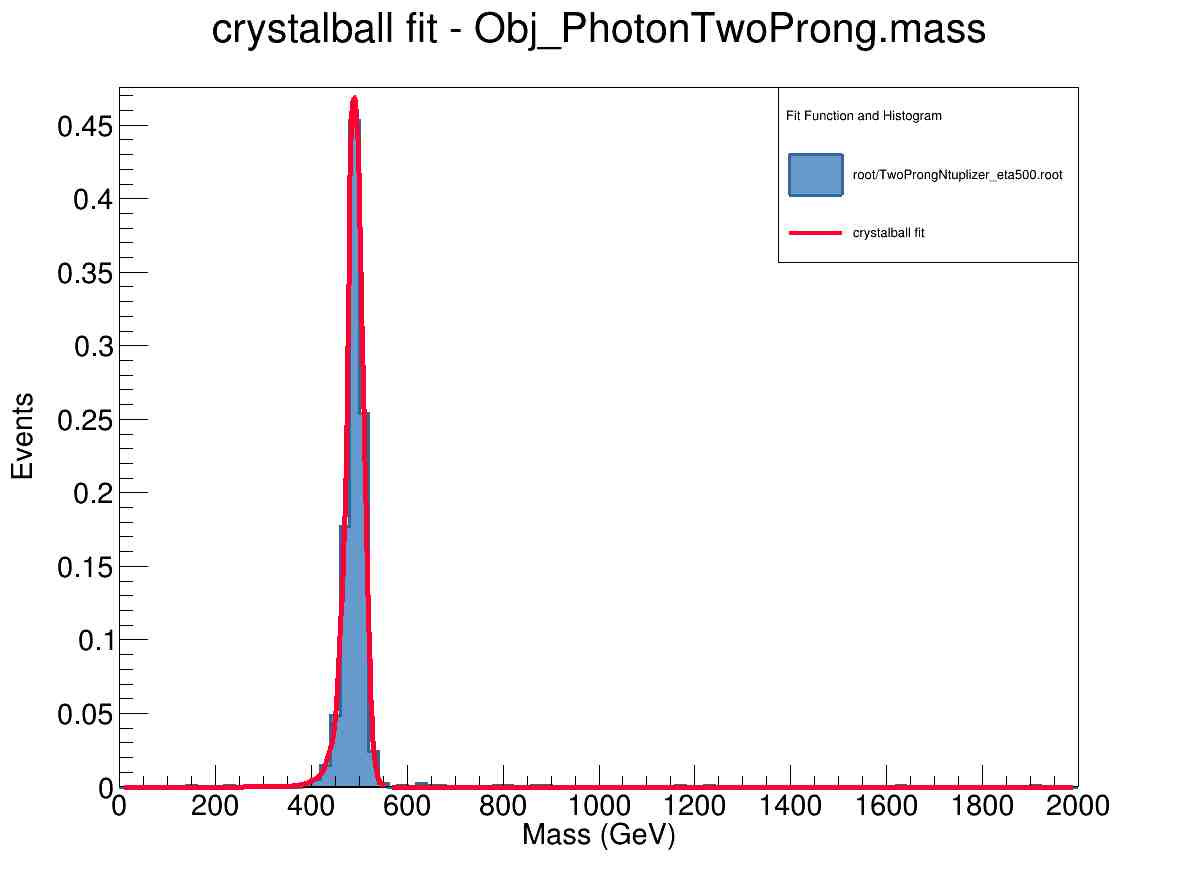 crystalball fit - Obj_PhotonTwoProng.mass
Fit Function and Histogram
root/TwoProngNtuplizer_eta500.root
crystalball fit
Events
0.45
0.4
0.35
0.3
0.25
0.2
0.15
0.1
0.05
0
0 200 400 600 800 1000 1200 1400 1600 1800 2000
Mass (GeV)